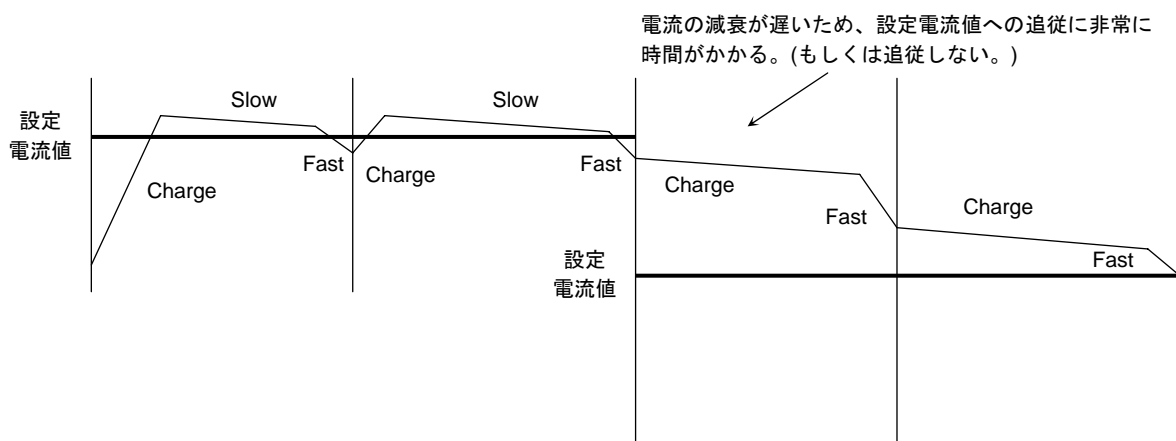 電流の減衰が遅いため、設定電流値への追従に非常に
時間がかかる。(もしくは追従しない。)
設定
電流値
Slow
Slow
Charge
Fast
Charge
Fast
Charge
Fast
Charge
Fast
設定
電流値